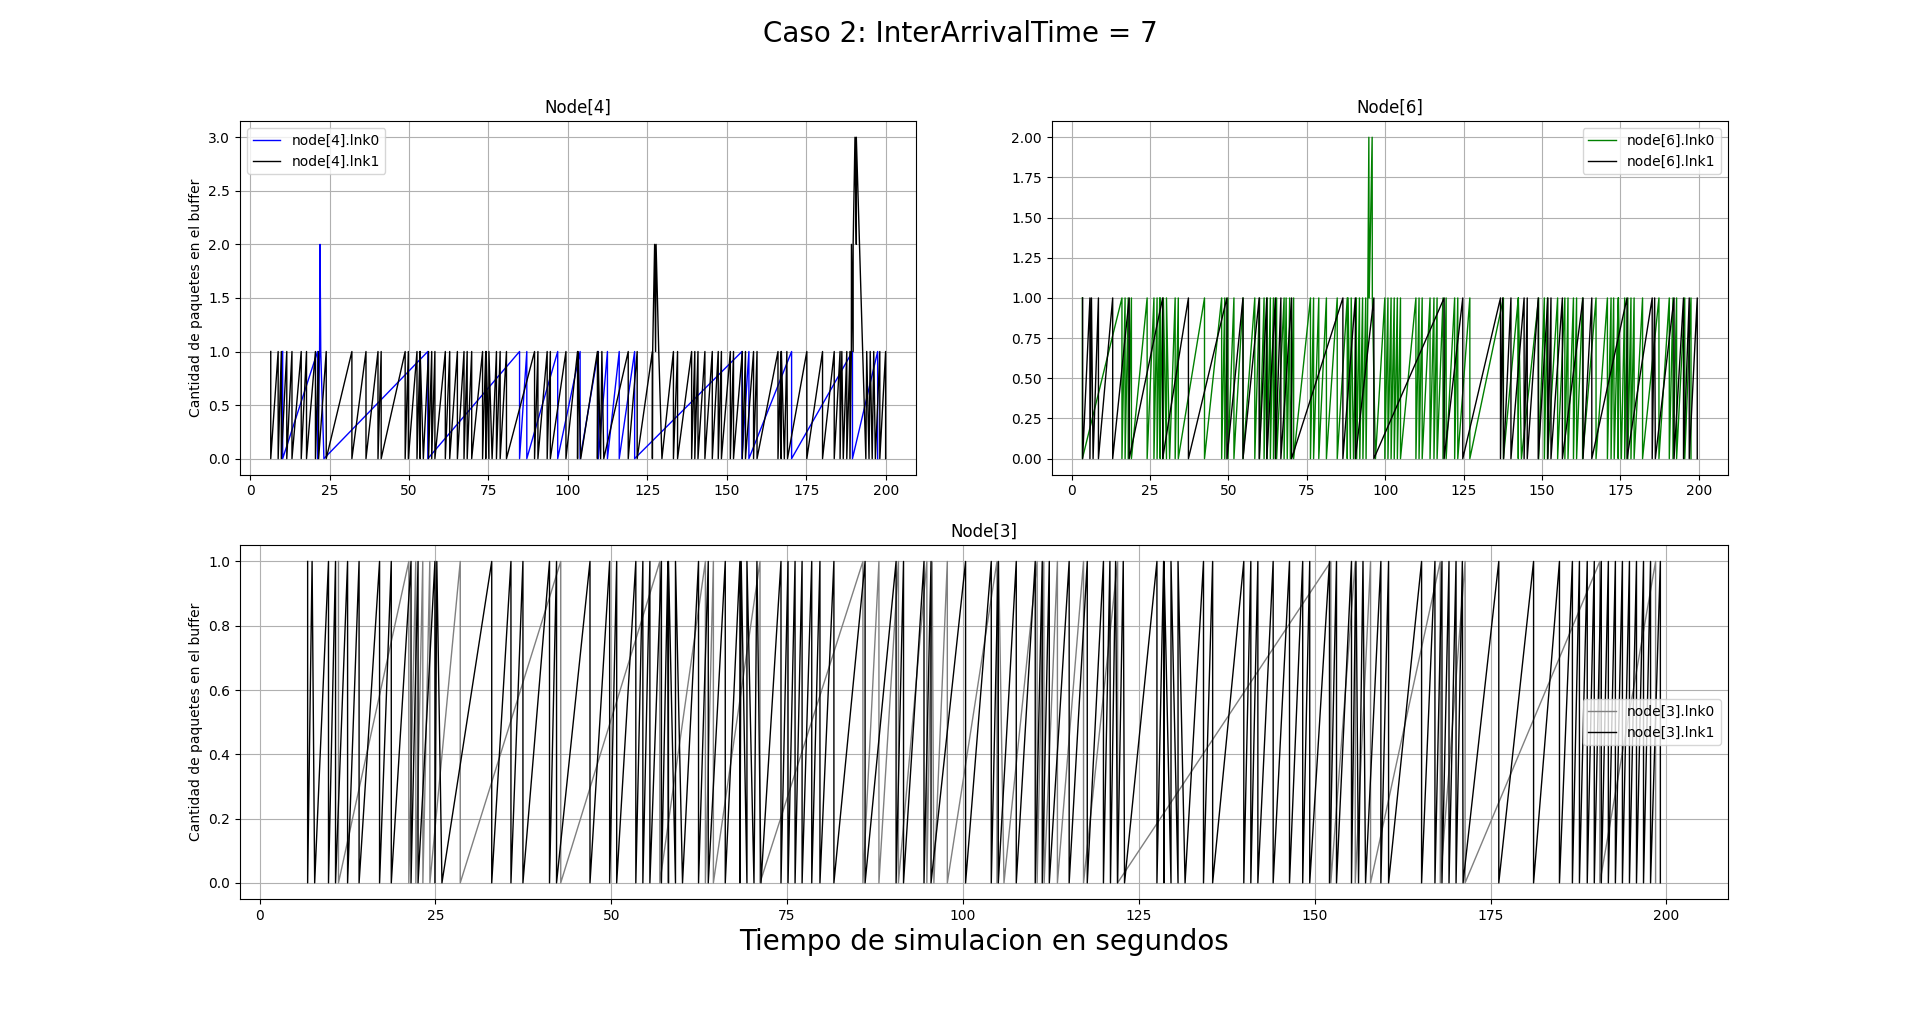 Caso 2: InterArrivalTime = 7
Node[4]
node[4].lnk0
node[4].lnk1
Cantidad de paquetes en el buffer
3.0
2.5
2.0
1.5
1.0
0.5
0.0
0 25 50 75 100 125 150 175 200
Node[6]
node[6].lnk0
node[6].lnk1
2.00
1.75
1.50
1.25
1.00
0.75
0.50
0.25
0.00
0 25 50 75 100 125 150 175 200
Node[3]
node[3].lnk0
node[3].lnk1
Cantidad de paquetes en el buffer
1.0
0.8
0.6
0.4
0.2
0.0
0 25 50 75 100 125 150 175 200
Tiempo de simulacion en segundos